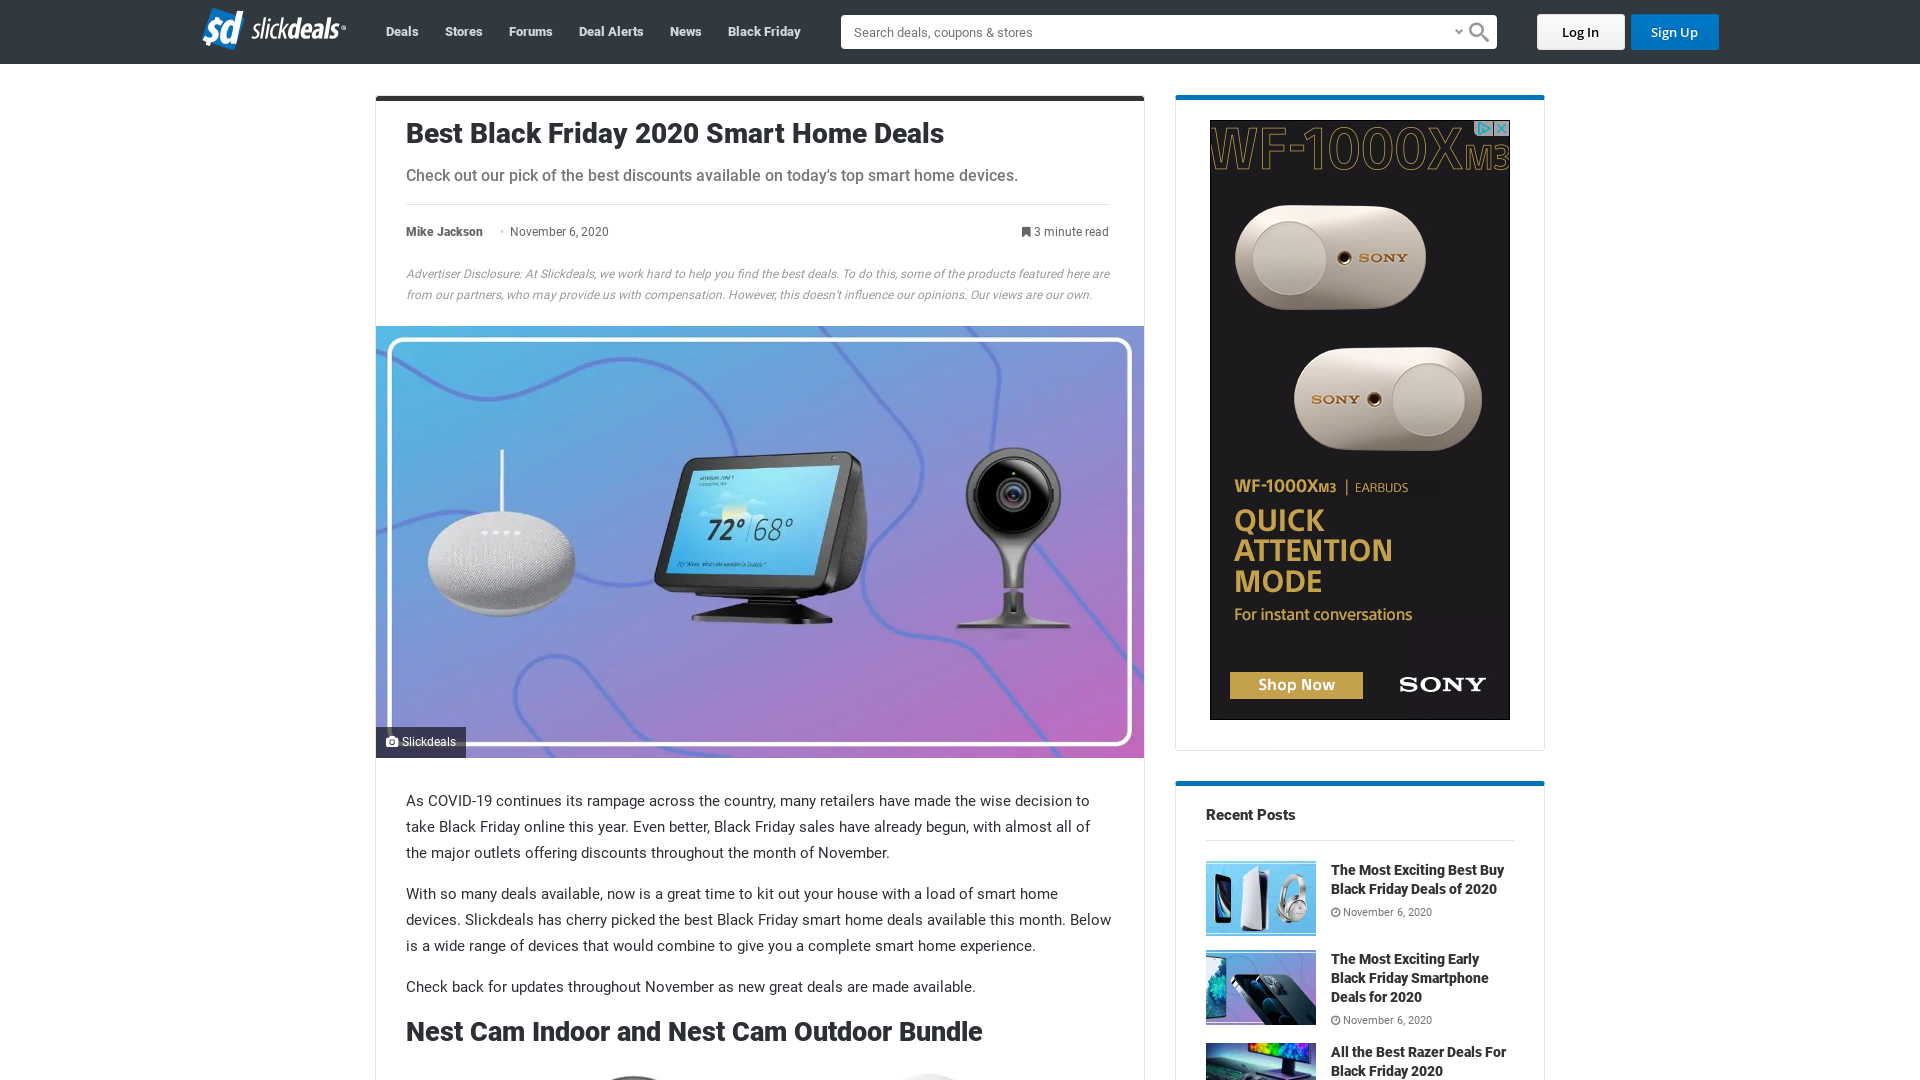 sd slickdeals®
Deals
Stores
Forums
Deal Alerts
News
Black Friday
Search deals, coupons & stores
Log In
Sign Up
Best Black Friday 2020 Smart Home Deals
Check out our pick of the best discounts available on today's top smart home devices.
Mike Jackson
• November 6, 2020
3 minute read
Advertiser Disclosure: At Slickdeals, we work hard to help you find the best deals. To do this, some of the products featured here are
from our partners, who may provide us with compensation. However, this doesn’t influence our opinions. Our views are our own.
72° 68°
Slickdeals
As COVID-19 continues its rampage across the country, many retailers have made the wise decision to
take Black Friday online this year. Even better, Black Friday sales have already begun, with almost all of
the major outlets offering discounts throughout the month of November.
With so many deals available, now is a great time to kit out your house with a load of smart home
devices. Slickdeals has cherry picked the best Black Friday smart home deals available this month. Below
is a wide range of devices that would combine to give you a complete smart home experience.
Check back for updates throughout November as new great deals are made available.
Nest Cam Indoor and Nest Cam Outdoor Bundle
WF-1000XM3
SONY
SONY
WF-1000XM3 | EARBUDS
QUICK
ATTENTION
MODE
For instant conversations
Shop Now
SONY
Recent Posts
The Most Exciting Best Buy
Black Friday Deals of 2020
November 6, 2020
The Most Exciting Early
Black Friday Smartphone
Deals for 2020
November 6, 2020
All the Best Razer Deals For
Black Friday 2020